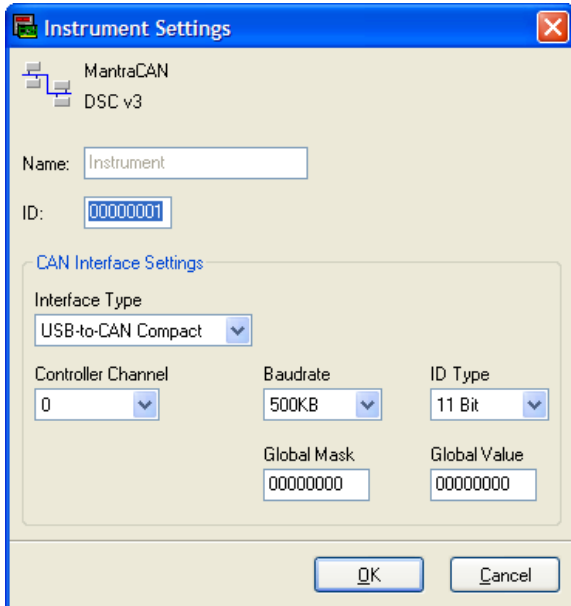 Instrument Settings
MantraCAN
DSC v3
Name: Instrument
ID: 00000001
CAN Interface Settings
Interface Type
USB-to-CAN Compact
Controller Channel Baudrate ID Type
0 500KB 11 Bit
Global Mask Global Value
00000000 00000000
OK Cancel